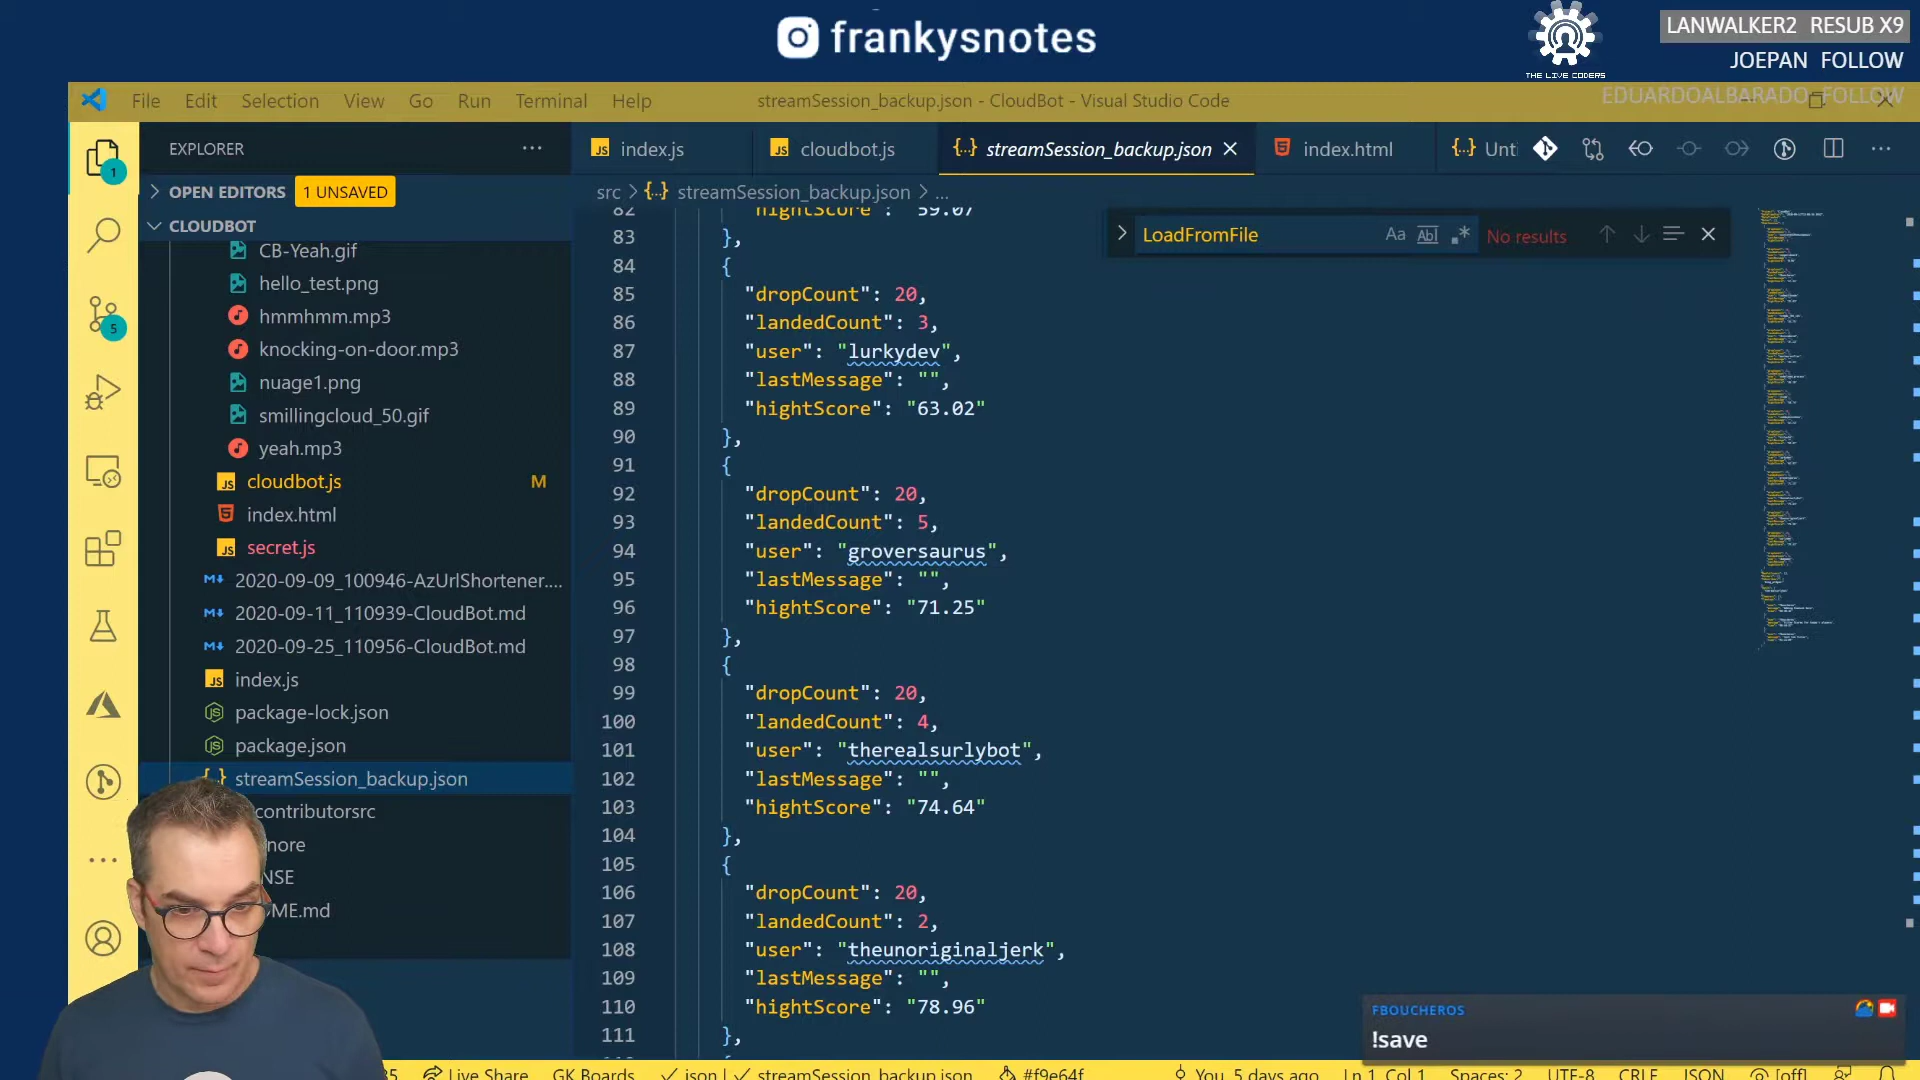 frankysnotes
THE LIVE CODERS
LANWALKER2 RESUB X9
JOEPAN FOLLOW
EDUARDOALBARADO FOLLOW
File Edit Selection View Go Run Terminal Help
streamSession_backup.json - CloudBot - Visual Studio Code
EXPLORER
index.js
cloudbot.js
streamSession_backup.json
index.html
Unt
1
OPEN EDITORS 1 UNSAVED
CLOUDBOT
src > streamSession_backup.json > ...
CB-Yeah.gif
hello_test.png
hmmhmm.mp3
knocking-on-door.mp3
nuage1.png
smillingcloud_50.gif
yeah.mp3
cloudbot.js M
index.html
secret.js
2020-09-09_100946-AzUrlShortener....
2020-09-11_110939-CloudBot.md
2020-09-25_110956-CloudBot.md
index.js
package-lock.json
package.json
streamSession_backup.json
contributorsrc
nore
NSE
ME.md
5
LoadFromFile
Aa Abl .* No results
82 "hightScore": "59.07"
83 },
84 {
85 "dropCount": 20,
86 "landedCount": 3,
87 "user": "lurkydev",
88 "lastMessage": "",
89 "hightScore": "63.02"
90 },
91 {
92 "dropCount": 20,
93 "landedCount": 5,
94 "user": "groversaurus",
95 "lastMessage": "",
96 "hightScore": "71.25"
97 },
98 {
99 "dropCount": 20,
100 "landedCount": 4,
101 "user": "therealsurlybot",
102 "lastMessage": "",
103 "hightScore": "74.64"
104 },
105 {
106 "dropCount": 20,
107 "landedCount": 2,
108 "user": "theunoriginaljerk",
109 "lastMessage": "",
110 "hightScore": "78.96"
111 },
FBOUCHEROS
!save
85 Live Share GK Boards json | streamSession_backup.json #f9e64f You, 5 days ago Ln 1, Col 1 Spaces: 2 UTF-8 CRLF JSON [off]